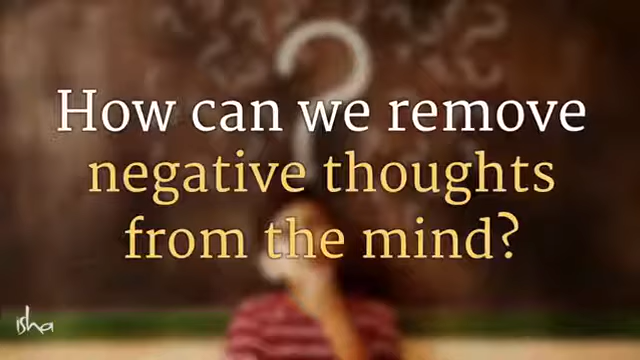 How can we remove
negative thoughts
from the mind?
isha